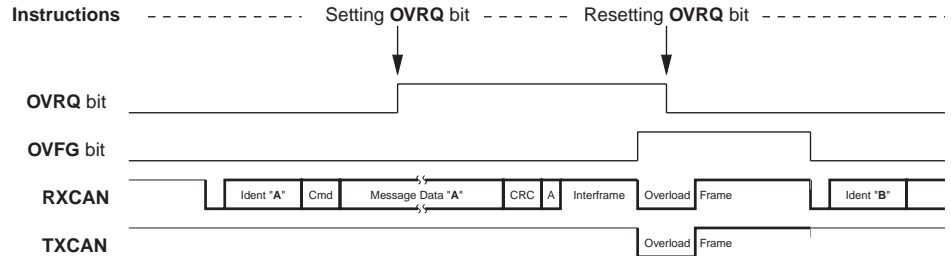 Instructions Setting OVRQ bit Resetting OVRQ bit
OVRQ bit
OVFG bit
RXCAN Ident "A" Cmd Message Data "A" CRC A Interframe Overload Frame Ident "B"
TXCAN Overload Frame